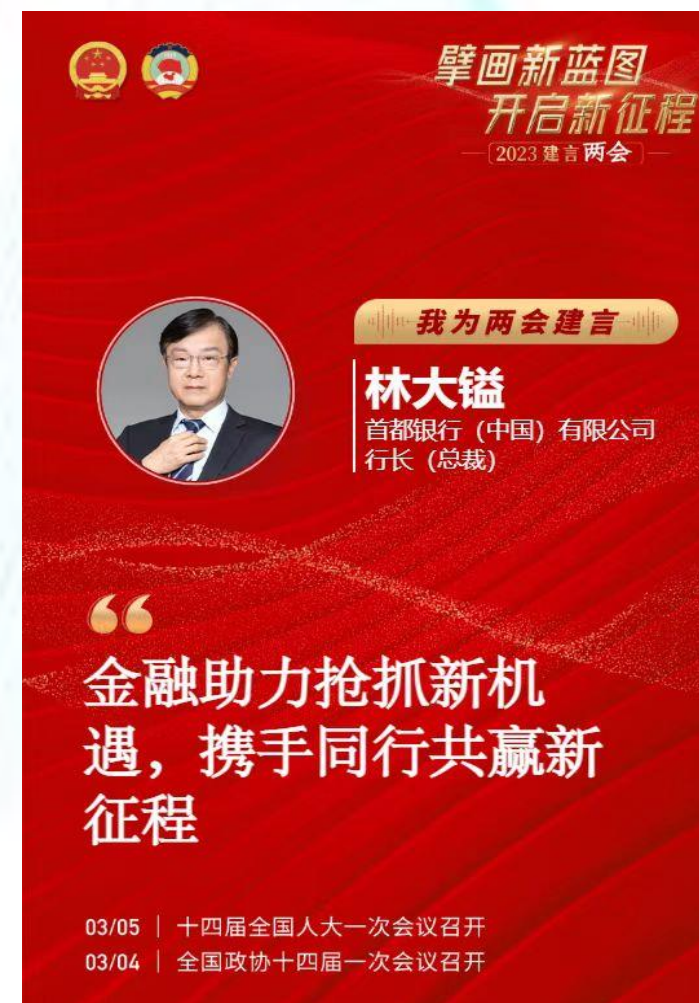 擘画新蓝图
开启新征程
2023 建言两会
我为两会建言
林大镒
首都银行（中国）有限公司
行长（总裁）
“
金融助力抢抓新机
遇，携手同行共赢新
征程
03/05 | 十四届全国人大一次会议召开
03/04 | 全国政协十四届一次会议召开